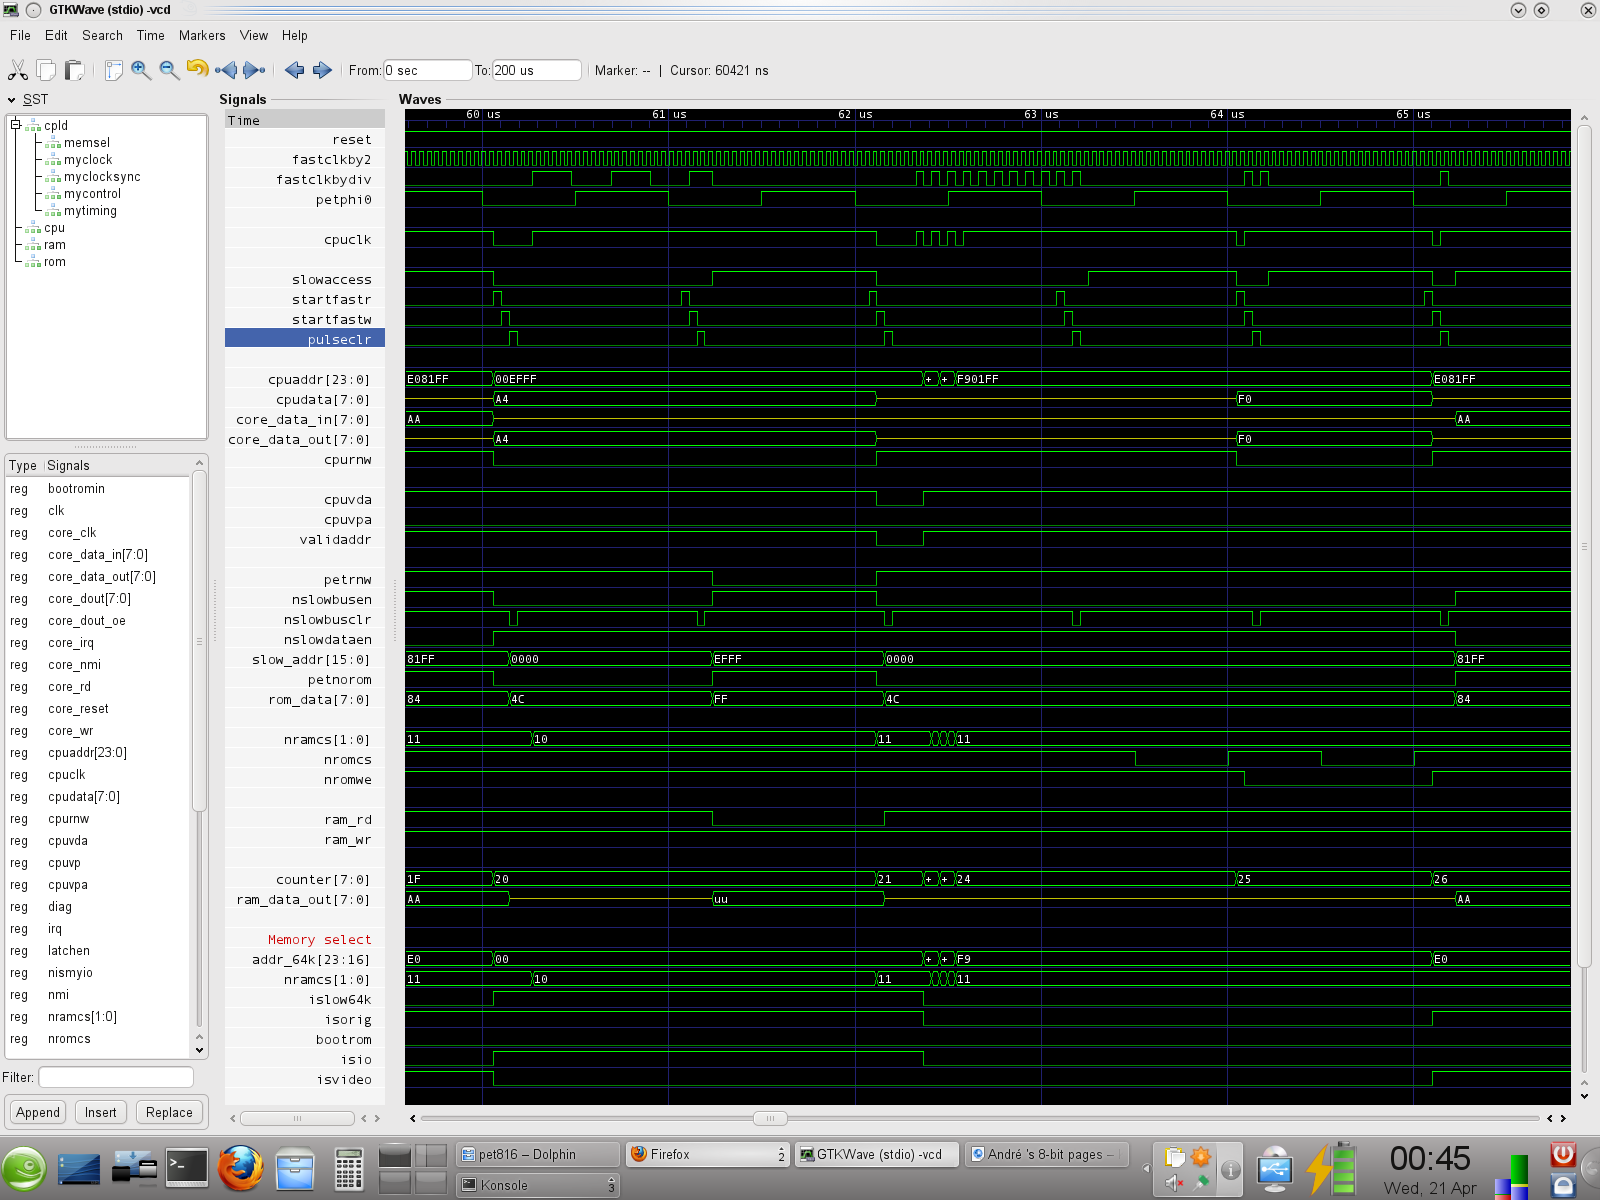 GTKWave (stdio) -vcd
File Edit Search Time Markers View Help
From: 0 sec To: 200 us Marker: -- | Cursor: 60421 ns
SST
cpld
memsel
myclock
myclocksync
mycontrol
mytiming
cpu
ram
rom
Type Signals
reg bootromin
reg clk
reg core_clk
reg core_data_in[7:0]
reg core_data_out[7:0]
reg core_dout[7:0]
reg core_dout_oe
reg core_irq
reg core_nmi
reg core_rd
reg core_reset
reg core_wr
reg cpuaddr[23:0]
reg cpuclk
reg cpudata[7:0]
reg cpurnw
reg cpuvda
reg cpuvp
reg cpuvpa
reg diag
reg irq
reg latchen
reg nismyio
reg nmi
reg nramcs[1:0]
reg nromcs
Filter:
Append Insert Replace
Signals
Time
reset
fastclkby2
fastclkbydiv
petphi0
cpuclk
slowaccess
startfastr
startfastw
pulseclr
cpuaddr[23:0]
cpudata[7:0]
core_data_in[7:0]
core_data_out[7:0]
cpurnw
cpuvda
cpuvpa
validaddr
petrnw
nslowbusen
nslowbusclr
nslowdataen
slow_addr[15:0]
petnorom
rom_data[7:0]
nramcs[1:0]
nromcs
nromwe
ram_rd
ram_wr
counter[7:0]
ram_data_out[7:0]
Memory select
addr_64k[23:16]
nramcs[1:0]
islow64k
isorig
bootrom
isio
isvideo
Waves
60 us 61 us 62 us 63 us 64 us 65 us
E081FF 00EFFF + + F901FF E081FF
A4 F0
AA AA
A4 F0
81FF 0000 EFFF 0000 81FF
84 4C FF 4C 84
11 10 11 11
1F 20 21 + + 24 25 26
AA uu AA
E0 00 + + F9 E0
11 10 11 11
pet816 – Dolphin
Firefox 2
GTKWave (stdio) -vcd
André 's 8-bit pages –
Konsole 3
00:45
Wed, 21 Apr